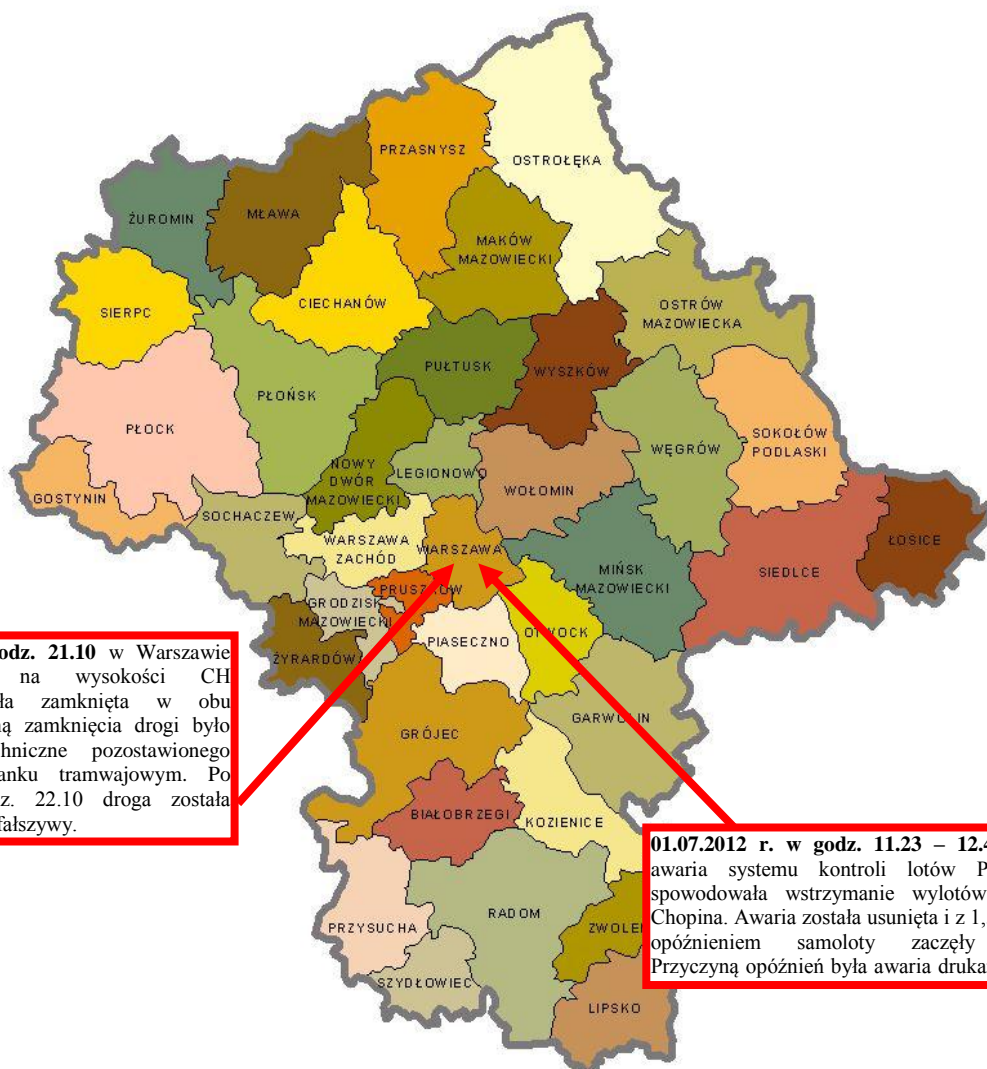 PRZASNYSZ
OSTROŁĘKA
ŻUROMIN
MŁAWA
MAKÓW
MAZOWIECKI
CIECHANÓW
SIERPC
OSTRÓW
MAZOWIECKA
PUŁTUSK
WYSZKÓW
PŁOŃSK
PŁOCK
SOKOŁÓW
PODLASKI
WĘGRÓW
NOWY
DWÓR
MAZOWIECKI
LEGIONOWO
WOŁOMIN
GOSTYNIN
SOCHACZEW
WARSZAWA
ZACHÓD
WARSZAWA
ŁOSICE
SIEDLCE
MIŃSK
MAZOWIECKI
PRUSZKÓW
GRODZISK
MAZOWIECKI
PIASECZNO
OTWOCK
ŻYRARDÓW
GARWOLIN
GRÓJEC
BIAŁOBRZEGI
KOZIENICE
RADOM
PRZYSUCHA
SZYDŁOWIEC
LIPSKO
odz. 21.10 w Warszawie
na wysokości CH
ła zamknięta w obu
ną zamknięcia drogi było
hniczne pozostawionego
anku tramwajowym. Po
z. 22.10 droga została
fałszywy.
01.07.2012 r. w godz. 11.23 – 12.4
awaria systemu kontroli lotów P
spowodowała wstrzymanie wylotów
Chopina. Awaria została usunięta i z 1,
opóźnieniem samoloty zaczęły
Przyczyną opóźnień była awaria druka